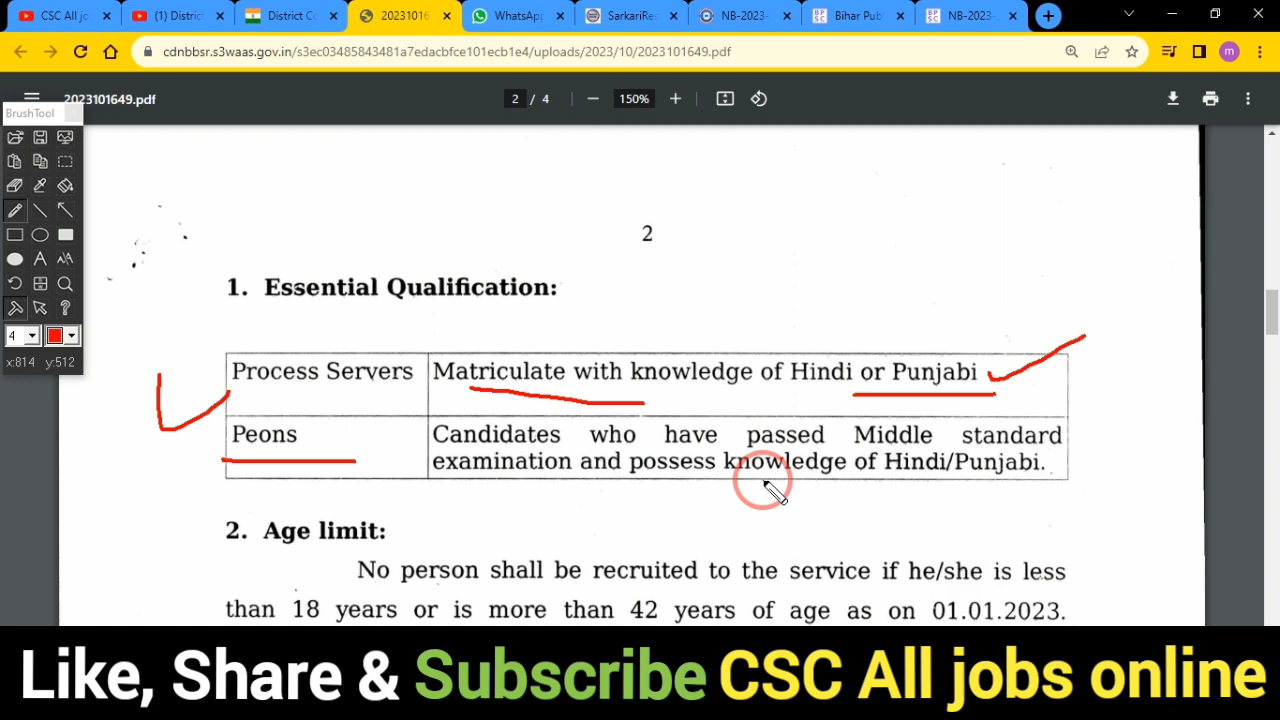 CSC All jo
(1) District
District Co
20231016
WhatsApp
SarkariRes
NB-2023-
Bihar Pub
NB-2023-
cdnbbsr.s3waas.gov.in/s3ec03485843481a7edacbfce101ecb1e4/uploads/2023/10/2023101649.pdf
m
2023101649.pdf
2 / 4
150%
BrushTool
A
4
x:814 y:512
2
1. Essential Qualification:
Process Servers
Matriculate with knowledge of Hindi or Punjabi
Peons
Candidates who have passed Middle standard
examination and possess knowledge of Hindi/Punjabi.
2. Age limit:
No person shall be recruited to the service if he/she is less
than 18 years or is more than 42 years of age as on 01.01.2023.
Like, Share & Subscribe CSC All jobs online